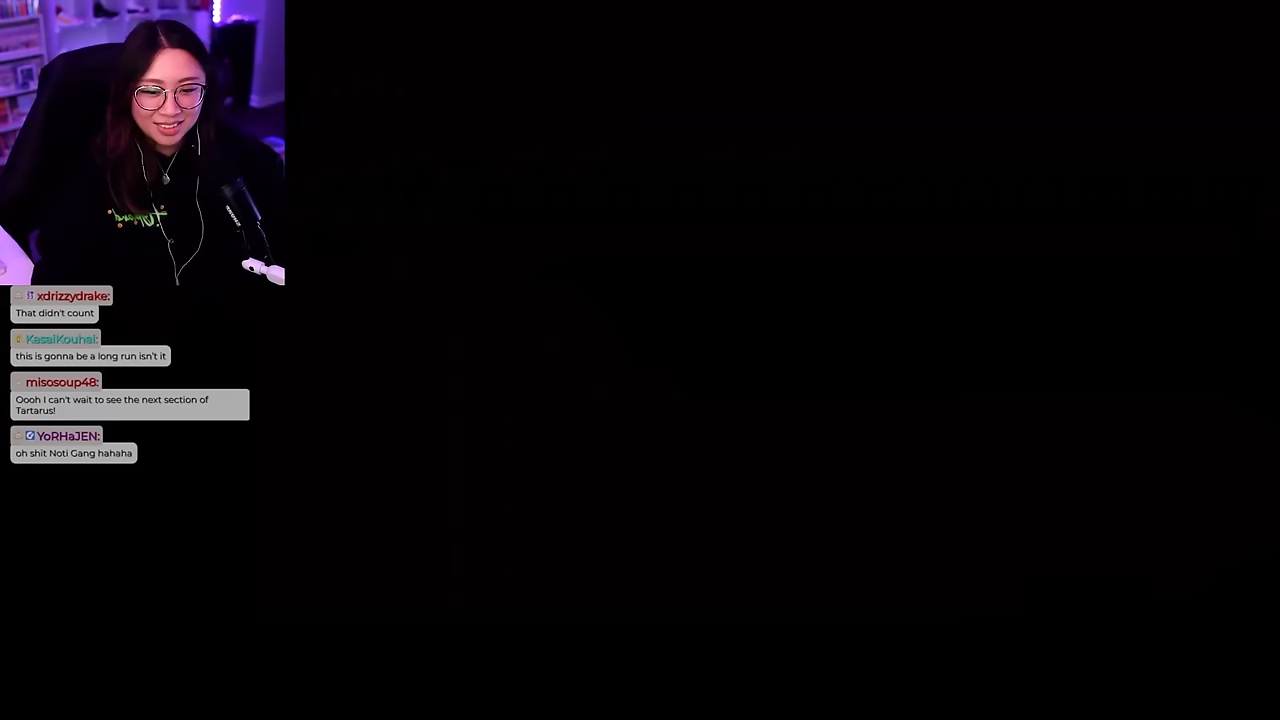 xdrizzydrake:
That didn't count
KasaiKouhai:
this is gonna be a long run isn't it
misosoup48:
Oooh I can't wait to see the next section of
Tartarus!
YoRHaJEN:
oh shit Noti Gang hahaha